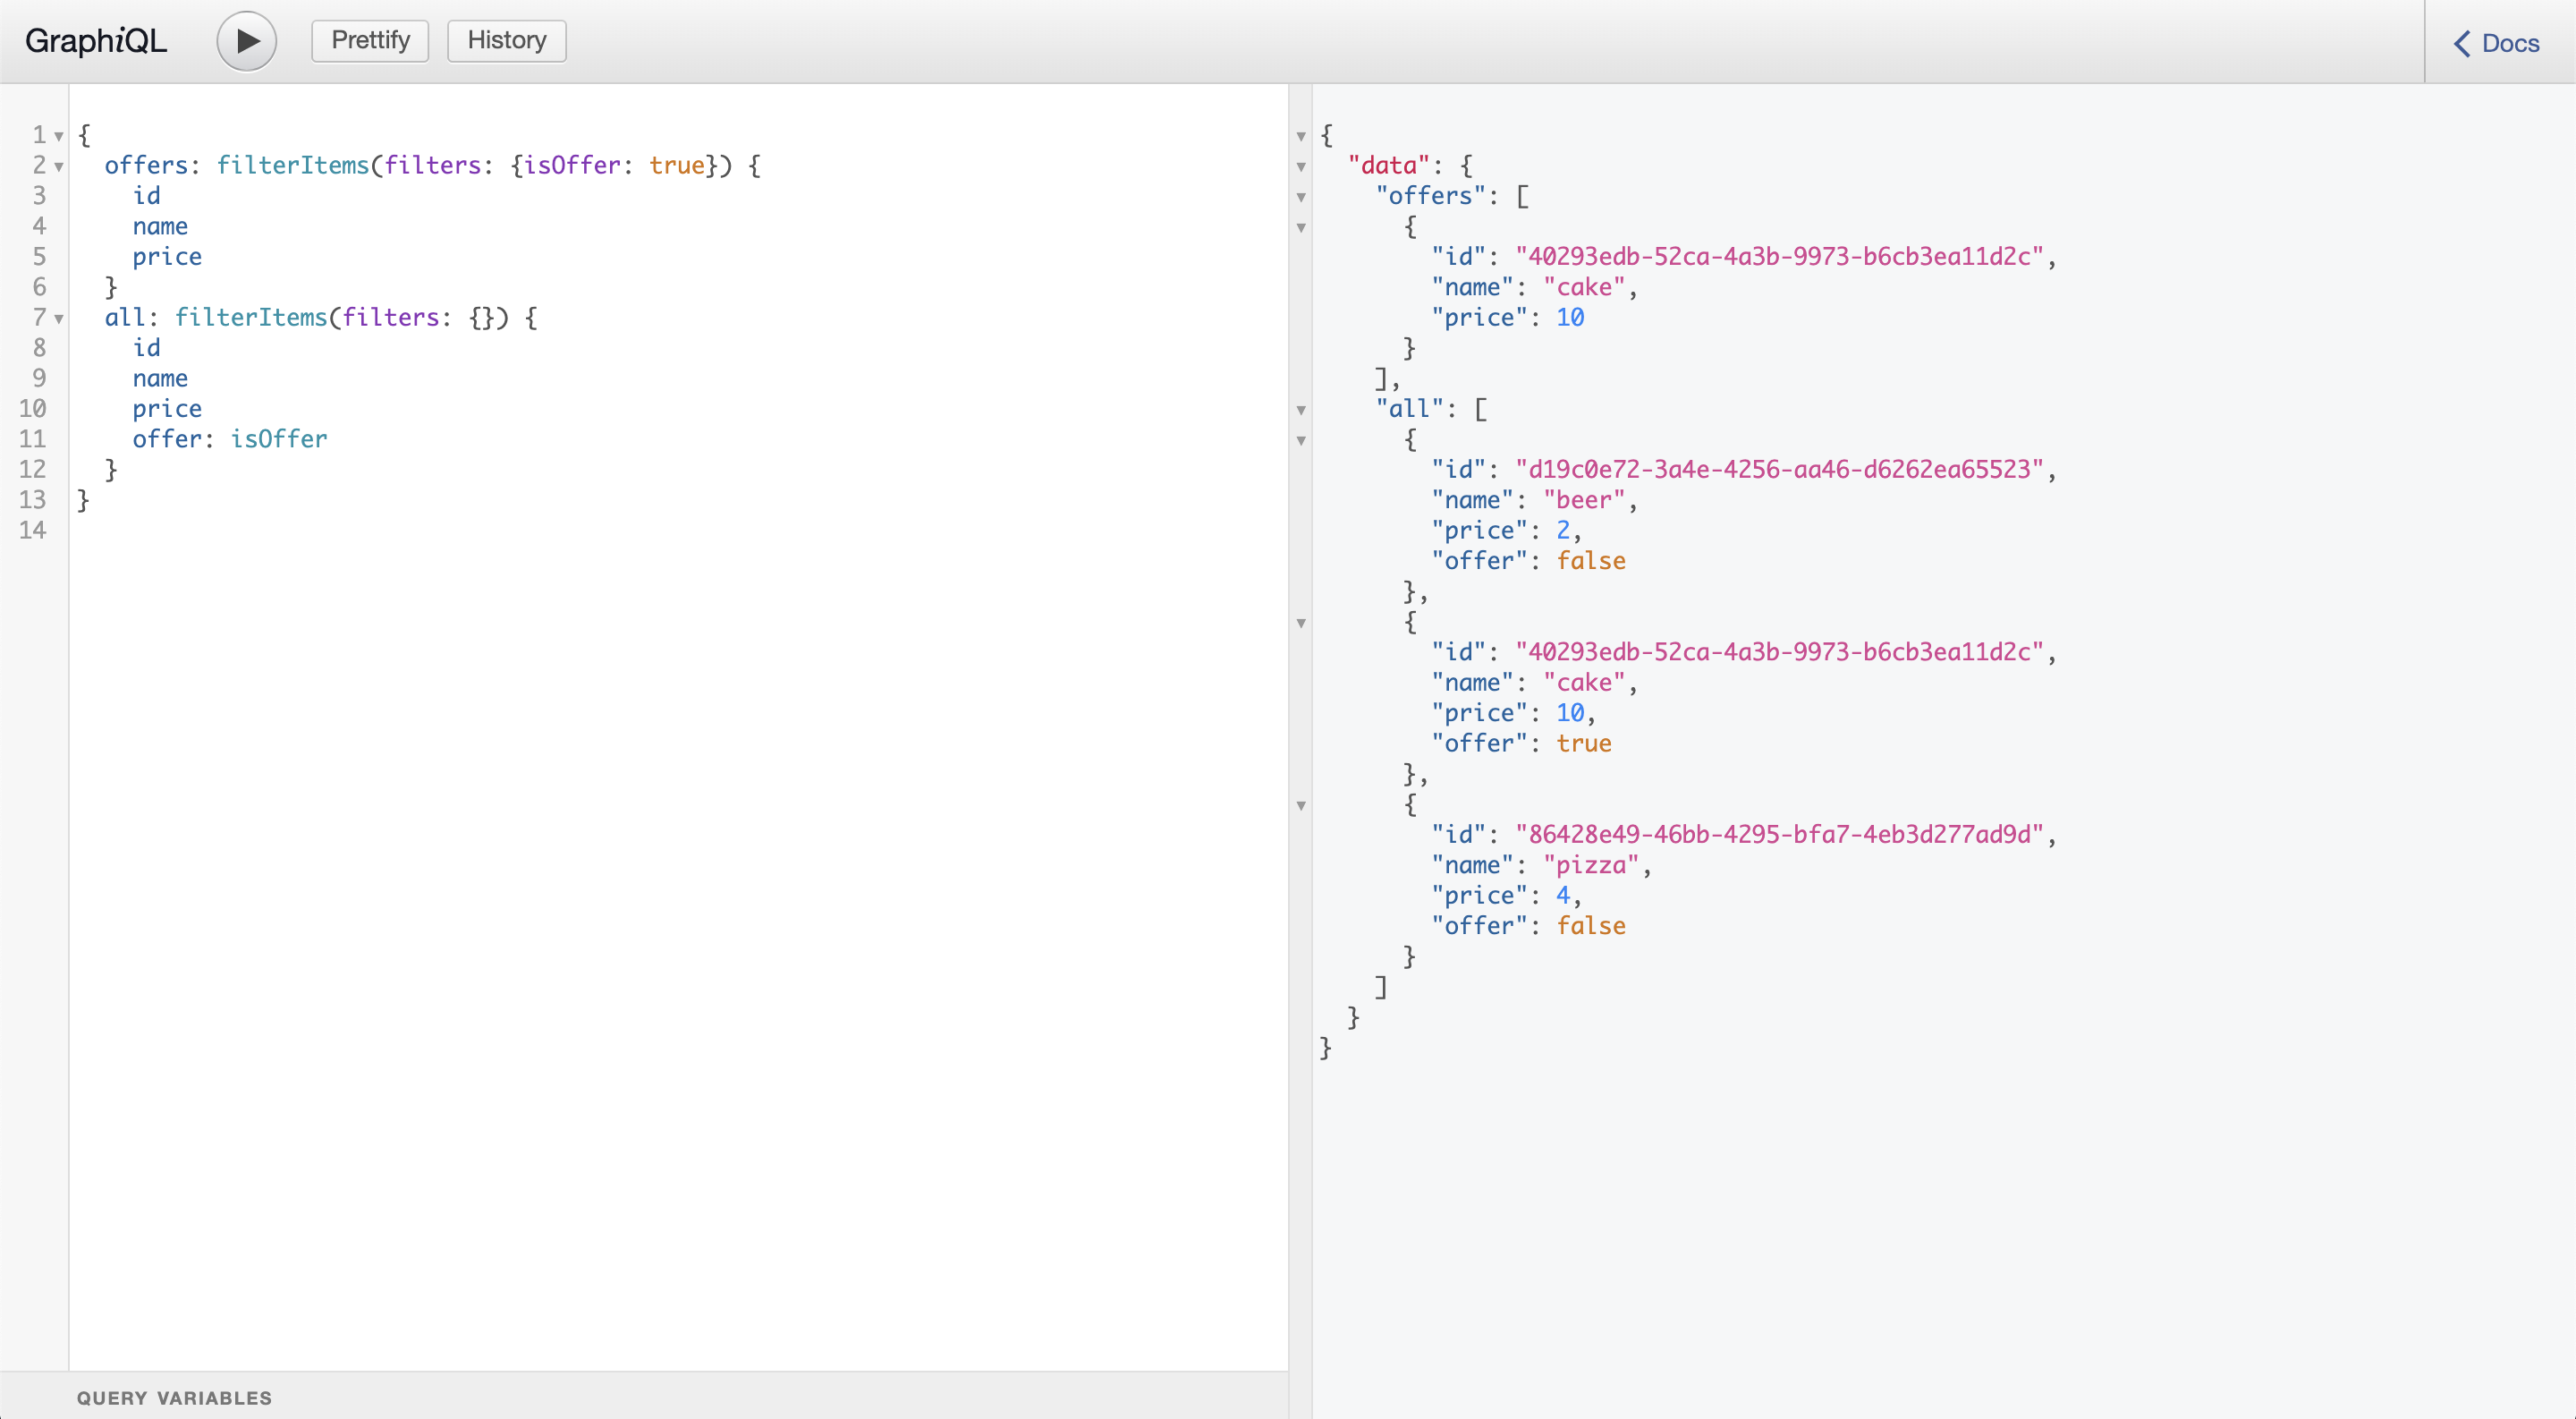 GraphiQL Prettify History Docs
1 {
2   offers: filterItems(filters: {isOffer: true}) {
3     id
4     name
5     price
6   }
7   all: filterItems(filters: {}) {
8     id
9     name
10     price
11     offer: isOffer
12   }
13 }
14
QUERY VARIABLES
{
  "data": {
    "offers": [
      {
        "id": "40293edb-52ca-4a3b-9973-b6cb3ea11d2c",
        "name": "cake",
        "price": 10
      }
    ],
    "all": [
      {
        "id": "d19c0e72-3a4e-4256-aa46-d6262ea65523",
        "name": "beer",
        "price": 2,
        "offer": false
      },
      {
        "id": "40293edb-52ca-4a3b-9973-b6cb3ea11d2c",
        "name": "cake",
        "price": 10,
        "offer": true
      },
      {
        "id": "86428e49-46bb-4295-bfa7-4eb3d277ad9d",
        "name": "pizza",
        "price": 4,
        "offer": false
      }
    ]
  }
}